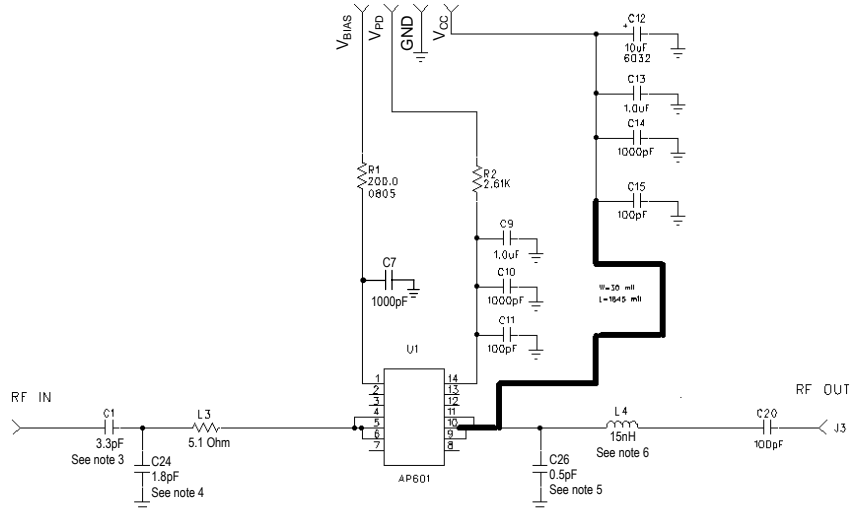 VBIAS
VPD
GND
VCC
C12
+
10uF
6032
C13
1.0uF
C14
1000pF
C15
100pF
R1
200.0
0805
R2
2.61K
C9
1.0uF
C7
1000pF
C10
1000pF
C11
100pF
W=30 mil
L=1645 mil
U1
1
2
3
4
5
6
7
14
13
12
11
10
9
8
AP601
RF IN
RF OUT
C1
3.3pF
See note 3
L3
5.1 Ohm
C24
1.8pF
See note 4
L4
15nH
See note 6
C20
100pF
J3
C26
0.5pF
See note 5